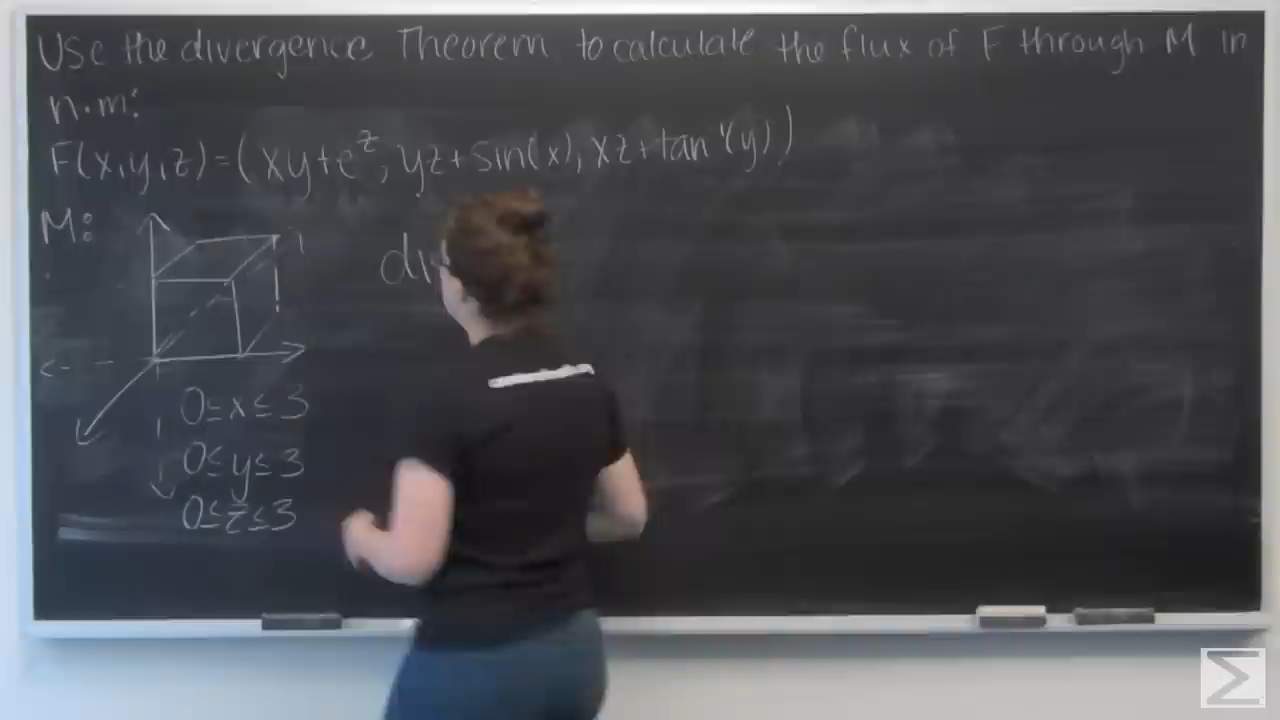 Use the divergence Theorem to calculate the flux of F through M in
n·m:
F(x,y,z)=(xy+e^z, yz+sin(x), xz+tan⁻¹(y))
M:
di
0≤x≤3
0≤y≤3
0≤z≤3
Σ